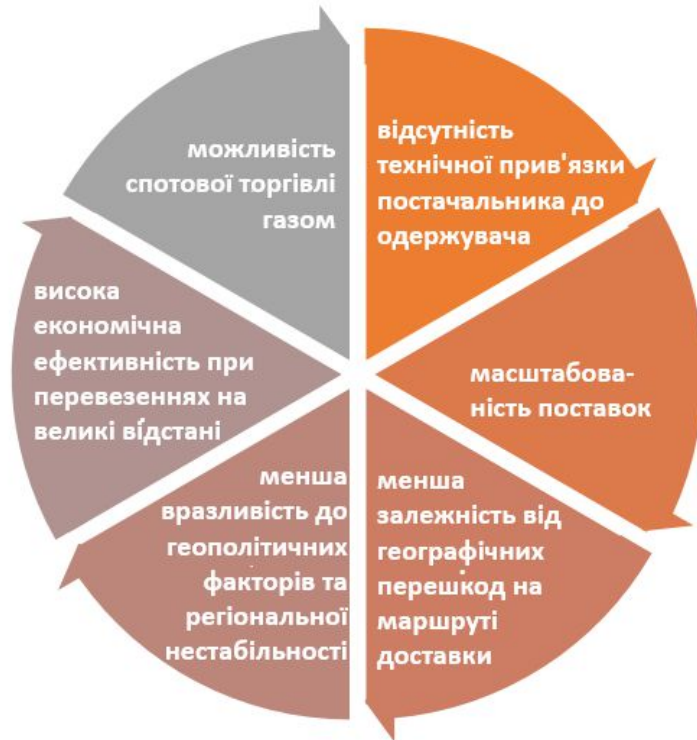 відсутність
технічної прив'язки
постачальника до
одержувача
масштабова-
ність поставок
менша
залежність від
географічних
перешкод на
маршруті
доставки
менша
вразливість до
геополітичних
факторів та
регіональної
нестабільності
висока
економічна
ефективність при
перевезеннях на
великі відстані
можливість
спотової торгівлі
газом